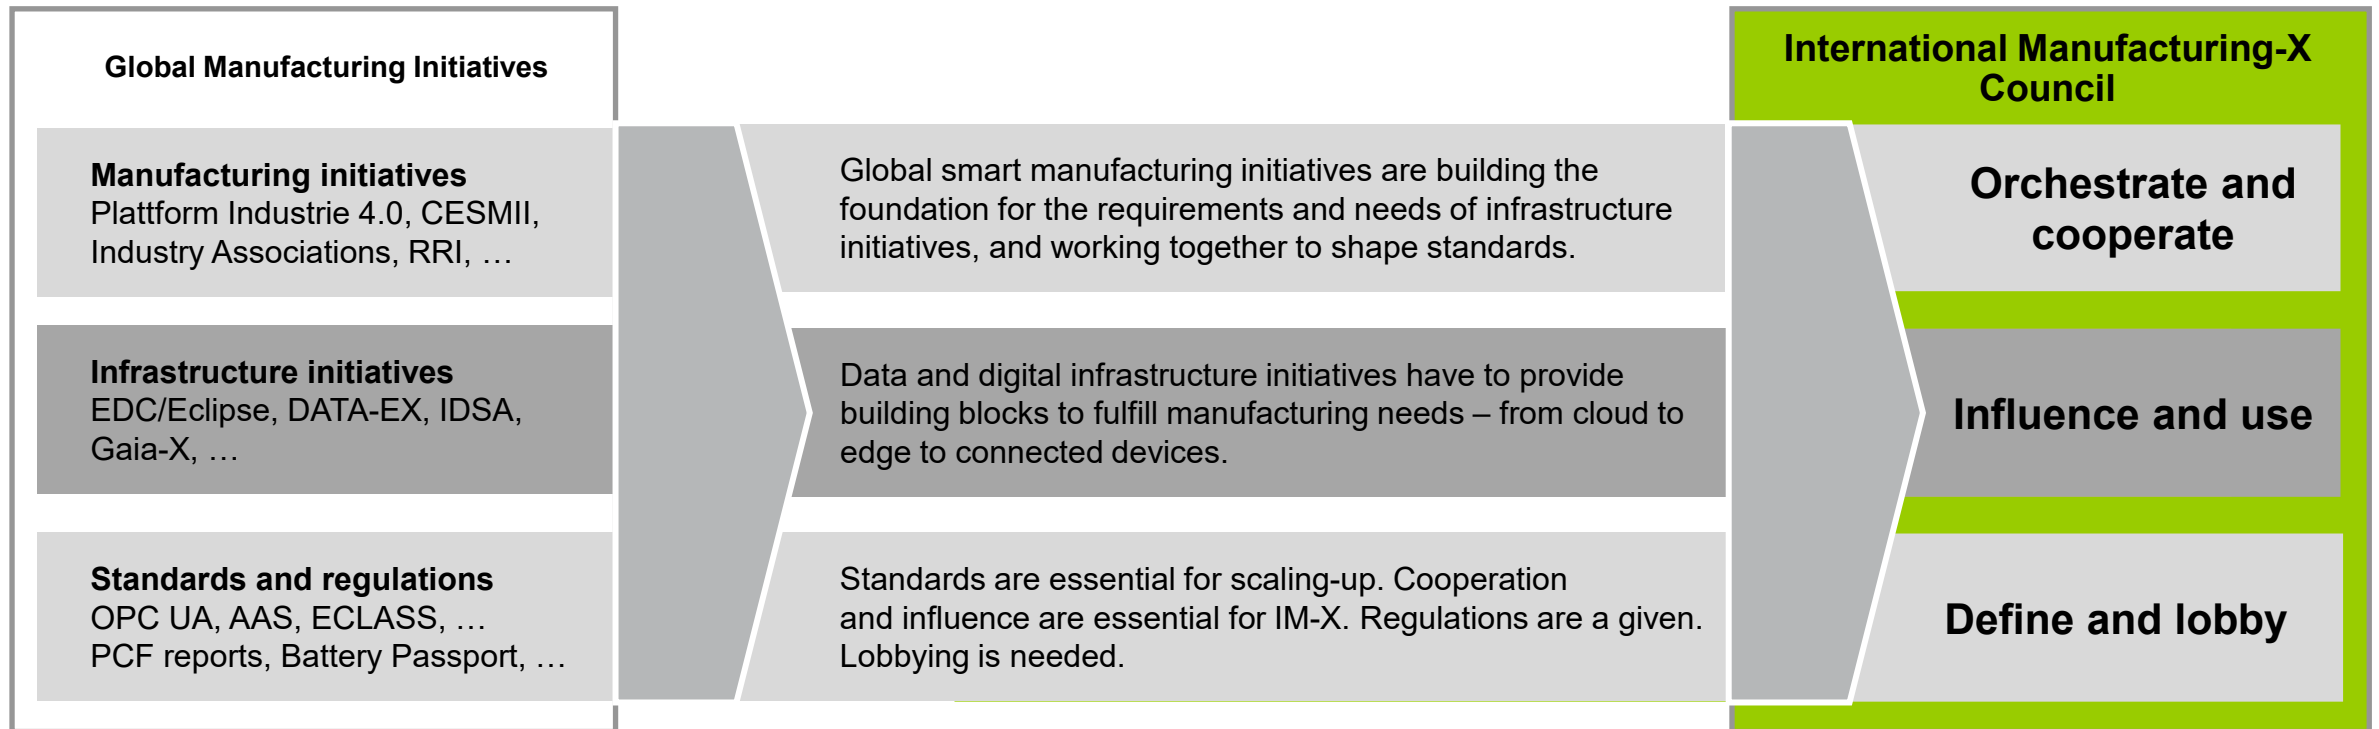 Global Manufacturing Initiatives
Manufacturing initiatives
Plattform Industrie 4.0, CESMII,
Industry Associations, RRI, …
Infrastructure initiatives
EDC/Eclipse, DATA-EX, IDSA,
Gaia-X, …
Standards and regulations
OPC UA, AAS, ECLASS, …
PCF reports, Battery Passport, …
Global smart manufacturing initiatives are building the
foundation for the requirements and needs of infrastructure
initiatives, and working together to shape standards.
Data and digital infrastructure initiatives have to provide
building blocks to fulfill manufacturing needs – from cloud to
edge to connected devices.
Standards are essential for scaling-up. Cooperation
and influence are essential for IM-X. Regulations are a given.
Lobbying is needed.
International Manufacturing-X
Council
Orchestrate and
cooperate
Influence and use
Define and lobby